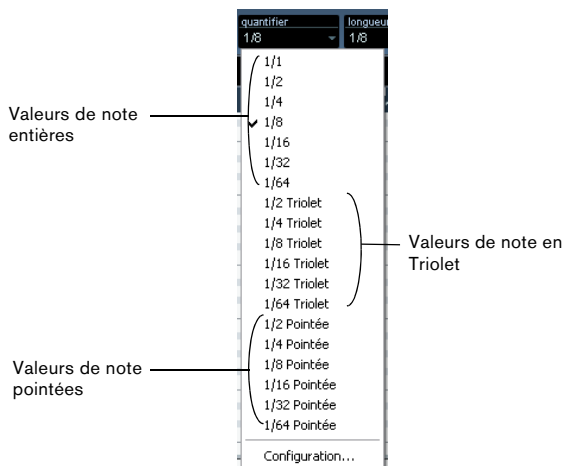 quantifier
longueu
1/8
1/8
1/1
1/2
1/4
1/8
1/16
1/32
1/64
1/2 Triolet
1/4 Triolet
1/8 Triolet
1/16 Triolet
1/32 Triolet
1/64 Triolet
1/2 Pointée
1/4 Pointée
1/8 Pointée
1/16 Pointée
1/32 Pointée
1/64 Pointée
Configuration...
Valeurs de note
entières
Valeurs de note en
Triolet
Valeurs de note
pointées